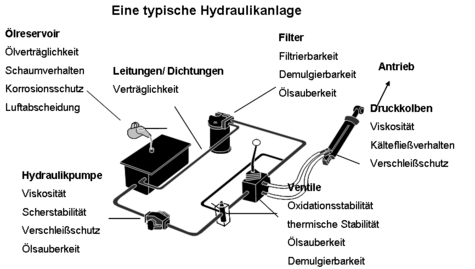 Eine typische Hydraulikanlage
Ölreservoir
Ölverträglichkeit
Schaumverhalten
Korrosionsschutz
Luftabscheidung
Leitungen/ Dichtungen
Verträglichkeit
Filter
Filtrierbarkeit
Demulgierbarkeit
Ölsauberkeit
Antrieb
Druckkolben
Viskosität
Kältefließverhalten
Verschleißschutz
Hydraulikpumpe
Viskosität
Scherstabilität
Verschleißschutz
Ölsauberkeit
Ventile
Oxidationsstabilität
thermische Stabilität
Ölsauberkeit
Demulgierbarkeit